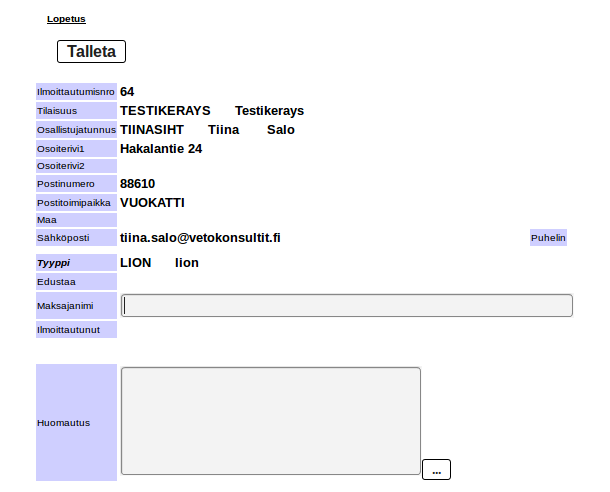 Lopetus
Talleta
Ilmoittautumisnro 64
Tilaisuus TESTIKERAYS Testikerays
Osallistujatunnus TIINASIHT Tiina Salo
Osoiterivi1 Hakalantie 24
Osoiterivi2
Postinumero 88610
Postitoimipaikka VUOKATTI
Maa
Sähköposti tiina.salo@vetokonsultit.fi Puhelin
Tyyppi LION lion
Edustaa
Maksajanimi
Ilmoittautunut
Huomautus
...